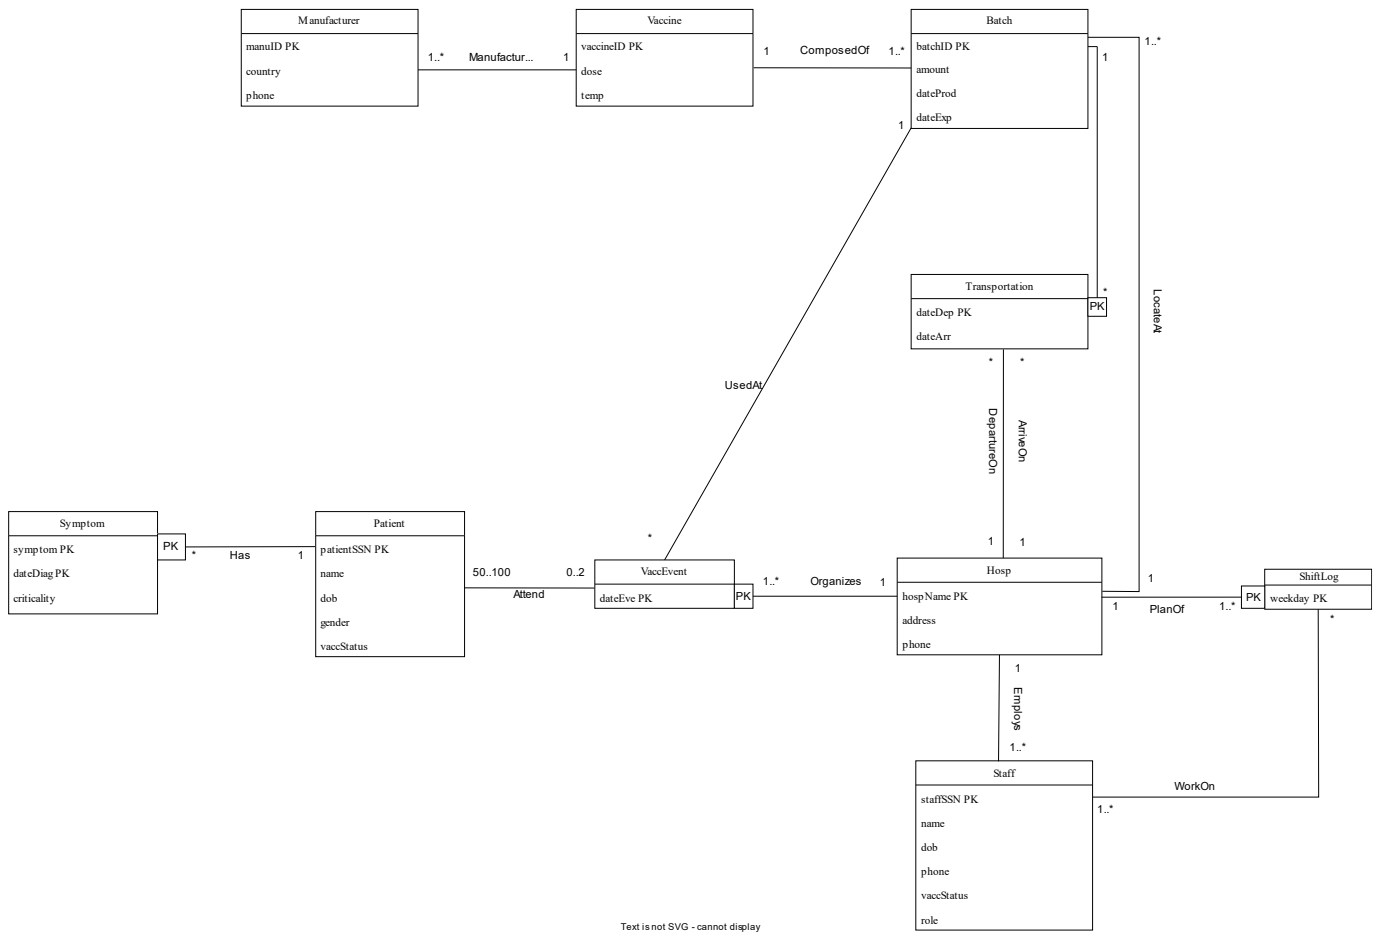 Manufacturer
manuID PK
country
phone
1..*
Manufactur...
1
Vaccine
vaccineID PK
dose
temp
1
ComposedOf
1..*
Batch
batchID PK
amount
dateProd
dateExp
1..*
1
1
UsedAt
*
LocateAt
1
*
PK
Transportation
dateDep PK
dateArr
*
*
DepartureOn
ArriveOn
1
1
Symptom
symptom PK
dateDiag PK
criticality
PK
*
Has
1
Patient
patientSSN PK
name
dob
gender
vaccStatus
50..100
Attend
0..2
VaccEvent
dateEve PK
PK
1..*
Organizes
1
Hosp
hospName PK
address
phone
1
PlanOf
1..*
PK
ShiftLog
weekday PK
*
1
Employs
1..*
Staff
staffSSN PK
name
dob
phone
vaccStatus
role
1..*
WorkOn
Text is not SVG - cannot display